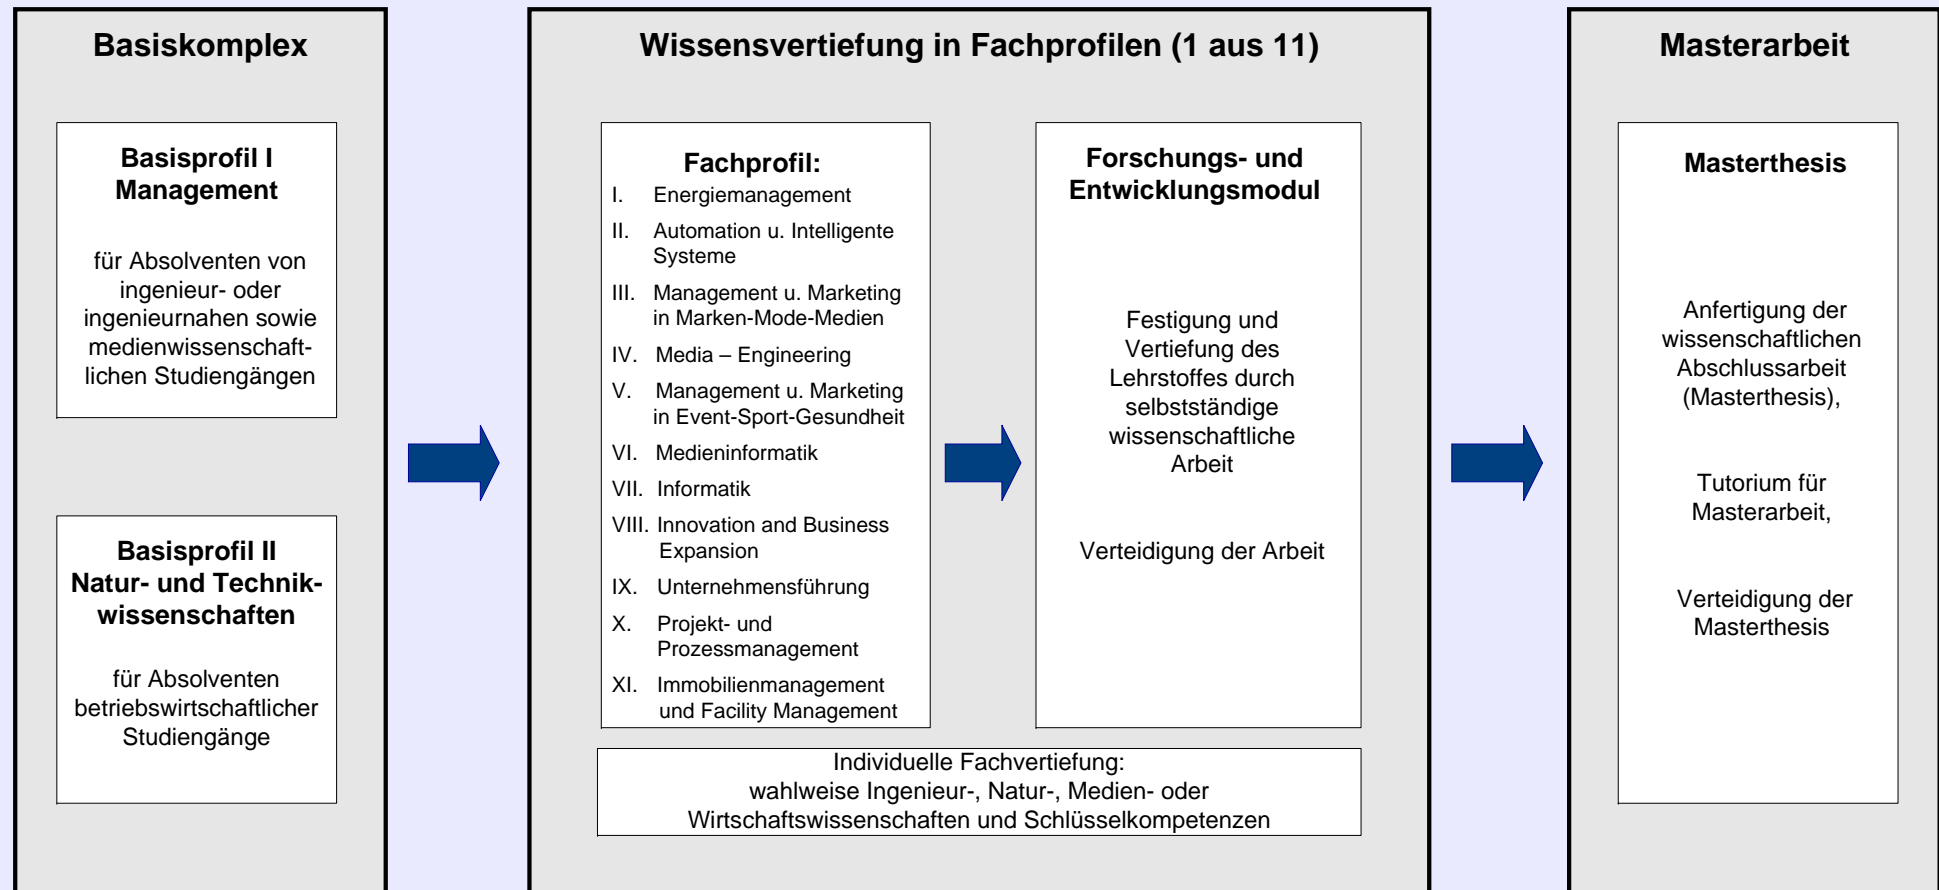 Basiskomplex
Basisprofil I
Management
für Absolventen von
ingenieur- oder
ingenieurnahen sowie
medienwissenschaft-
lichen Studiengängen
Basisprofil II
Natur- und Technik-
wissenschaften
für Absolventen
betriebswirtschaftlicher
Studiengänge
Wissensvertiefung in Fachprofilen (1 aus 11)
Fachprofil:
I. Energiemanagement
II. Automation u. Intelligente
Systeme
III. Management u. Marketing
in Marken-Mode-Medien
IV. Media – Engineering
V. Management u. Marketing
in Event-Sport-Gesundheit
VI. Medieninformatik
VII. Informatik
VIII. Innovation and Business
Expansion
IX. Unternehmensführung
X. Projekt- und
Prozessmanagement
XI. Immobilienmanagement
und Facility Management
Forschungs- und
Entwicklungsmodul
Festigung und
Vertiefung des
Lehrstoffes durch
selbstständige
wissenschaftliche
Arbeit
Verteidigung der Arbeit
Individuelle Fachvertiefung:
wahlweise Ingenieur-, Natur-, Medien- oder
Wirtschaftswissenschaften und Schlüsselkompetenzen
Masterarbeit
Masterthesis
Anfertigung der
wissenschaftlichen
Abschlussarbeit
(Masterthesis),
Tutorium für
Masterarbeit,
Verteidigung der
Masterthesis